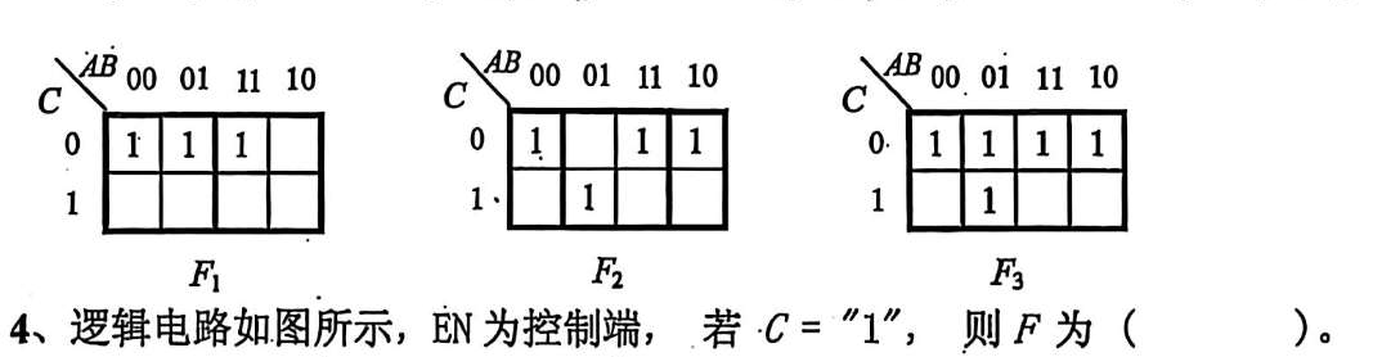 AB 00 01 11 10 AB 00 01 11 10 AB 00 01 11 10
C C C
0 1 1 1 0 1 1 1 0 1 1 1 1
1 1 1 1 1
F₁ F₂ F₃
4、逻辑电路如图所示，EN 为控制端， 若 C = "1"， 则 F 为 ( )。